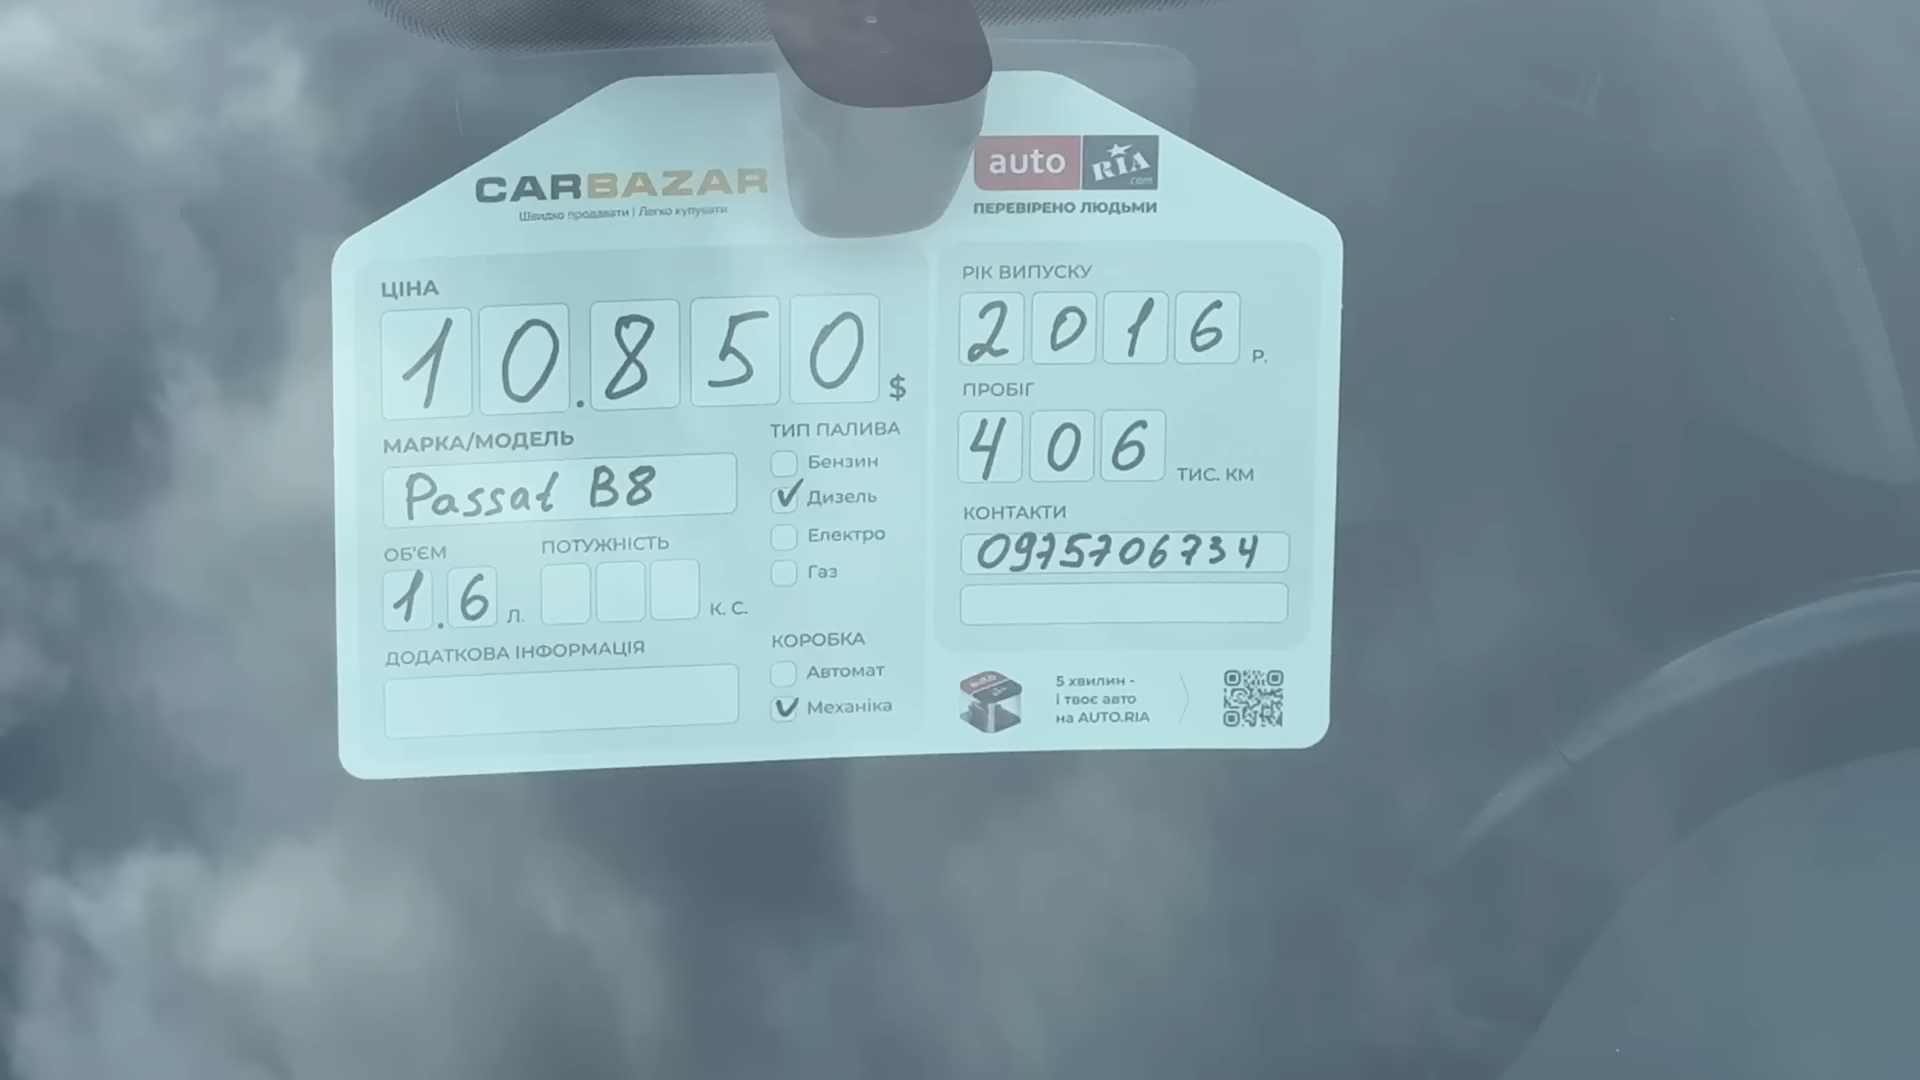 CARBAZAR
Швидко продавати | Легко купувати
auto RIA.com
ПЕРЕВІРЕНО ЛЮДЬМИ
ЦІНА
10.850 $
МАРКА/МОДЕЛЬ
Passat B8
ОБ'ЄМ
1.6 Л.
ПОТУЖНІСТЬ
К. С.
ДОДАТКОВА ІНФОРМАЦІЯ
ТИП ПАЛИВА
Бензин
✓ Дизель
Електро
Газ
КОРОБКА
Автомат
✓ Механіка
РІК ВИПУСКУ
2016 Р.
ПРОБІГ
406 ТИС. КМ
КОНТАКТИ
0975706734
5 хвилин -
і твоє авто
на AUTO.RIA